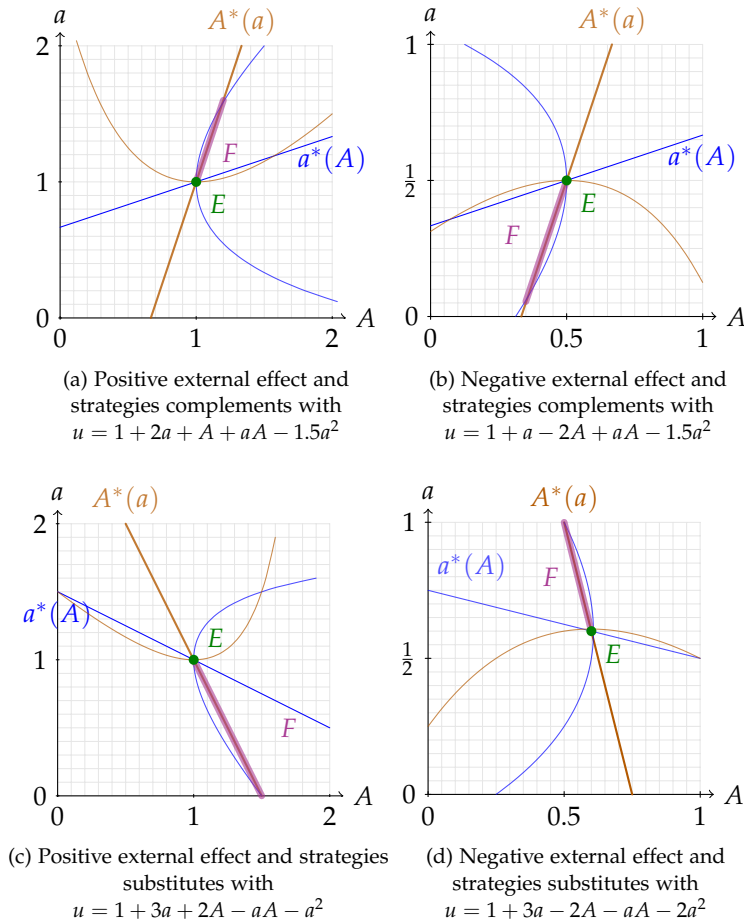 a
A*(a)
2
F
a*(A)
1
E
0
0
1
2
A
(a) Positive external effect and
strategies complements with
u = 1 + 2a + A + aA − 1.5a²
a
A*(a)
1
a*(A)
1/2
E
F
0
0
0.5
1
A
(b) Negative external effect and
strategies complements with
u = 1 + a − 2A + aA − 1.5a²
a
A*(a)
2
a*(A)
E
1
F
0
0
1
2
A
(c) Positive external effect and strategies
substitutes with
u = 1 + 3a + 2A − aA − a²
a
A*(a)
1
a*(A)
F
1/2
E
0
0
0.5
1
A
(d) Negative external effect and
strategies substitutes with
u = 1 + 3a − 2A − aA − 2a²